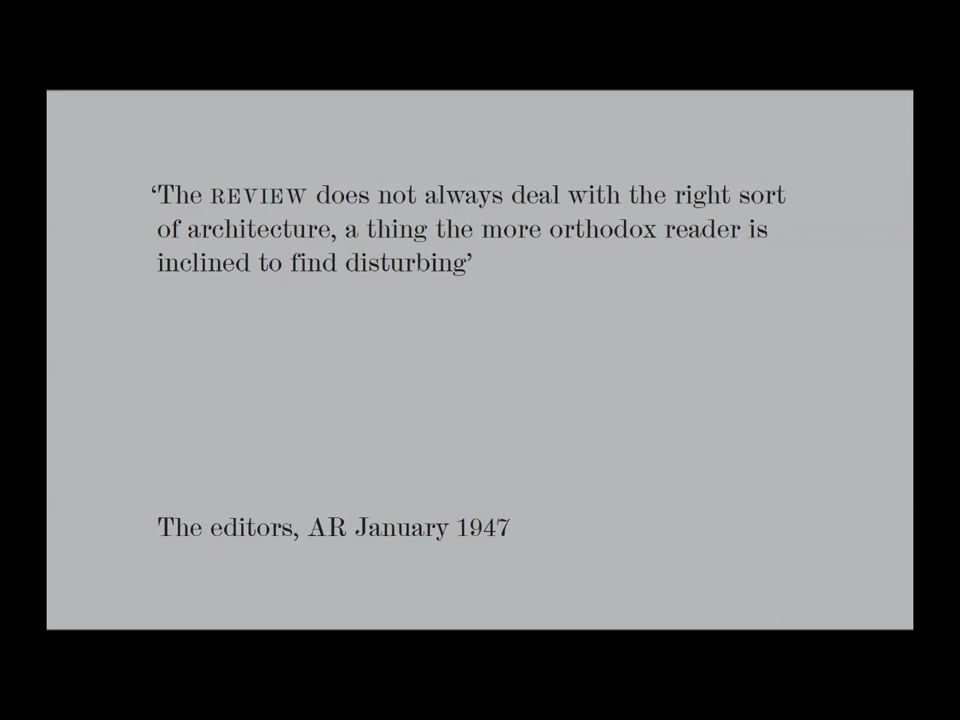 ‘The REVIEW does not always deal with the right sort
of architecture, a thing the more orthodox reader is
inclined to find disturbing’
The editors, AR January 1947